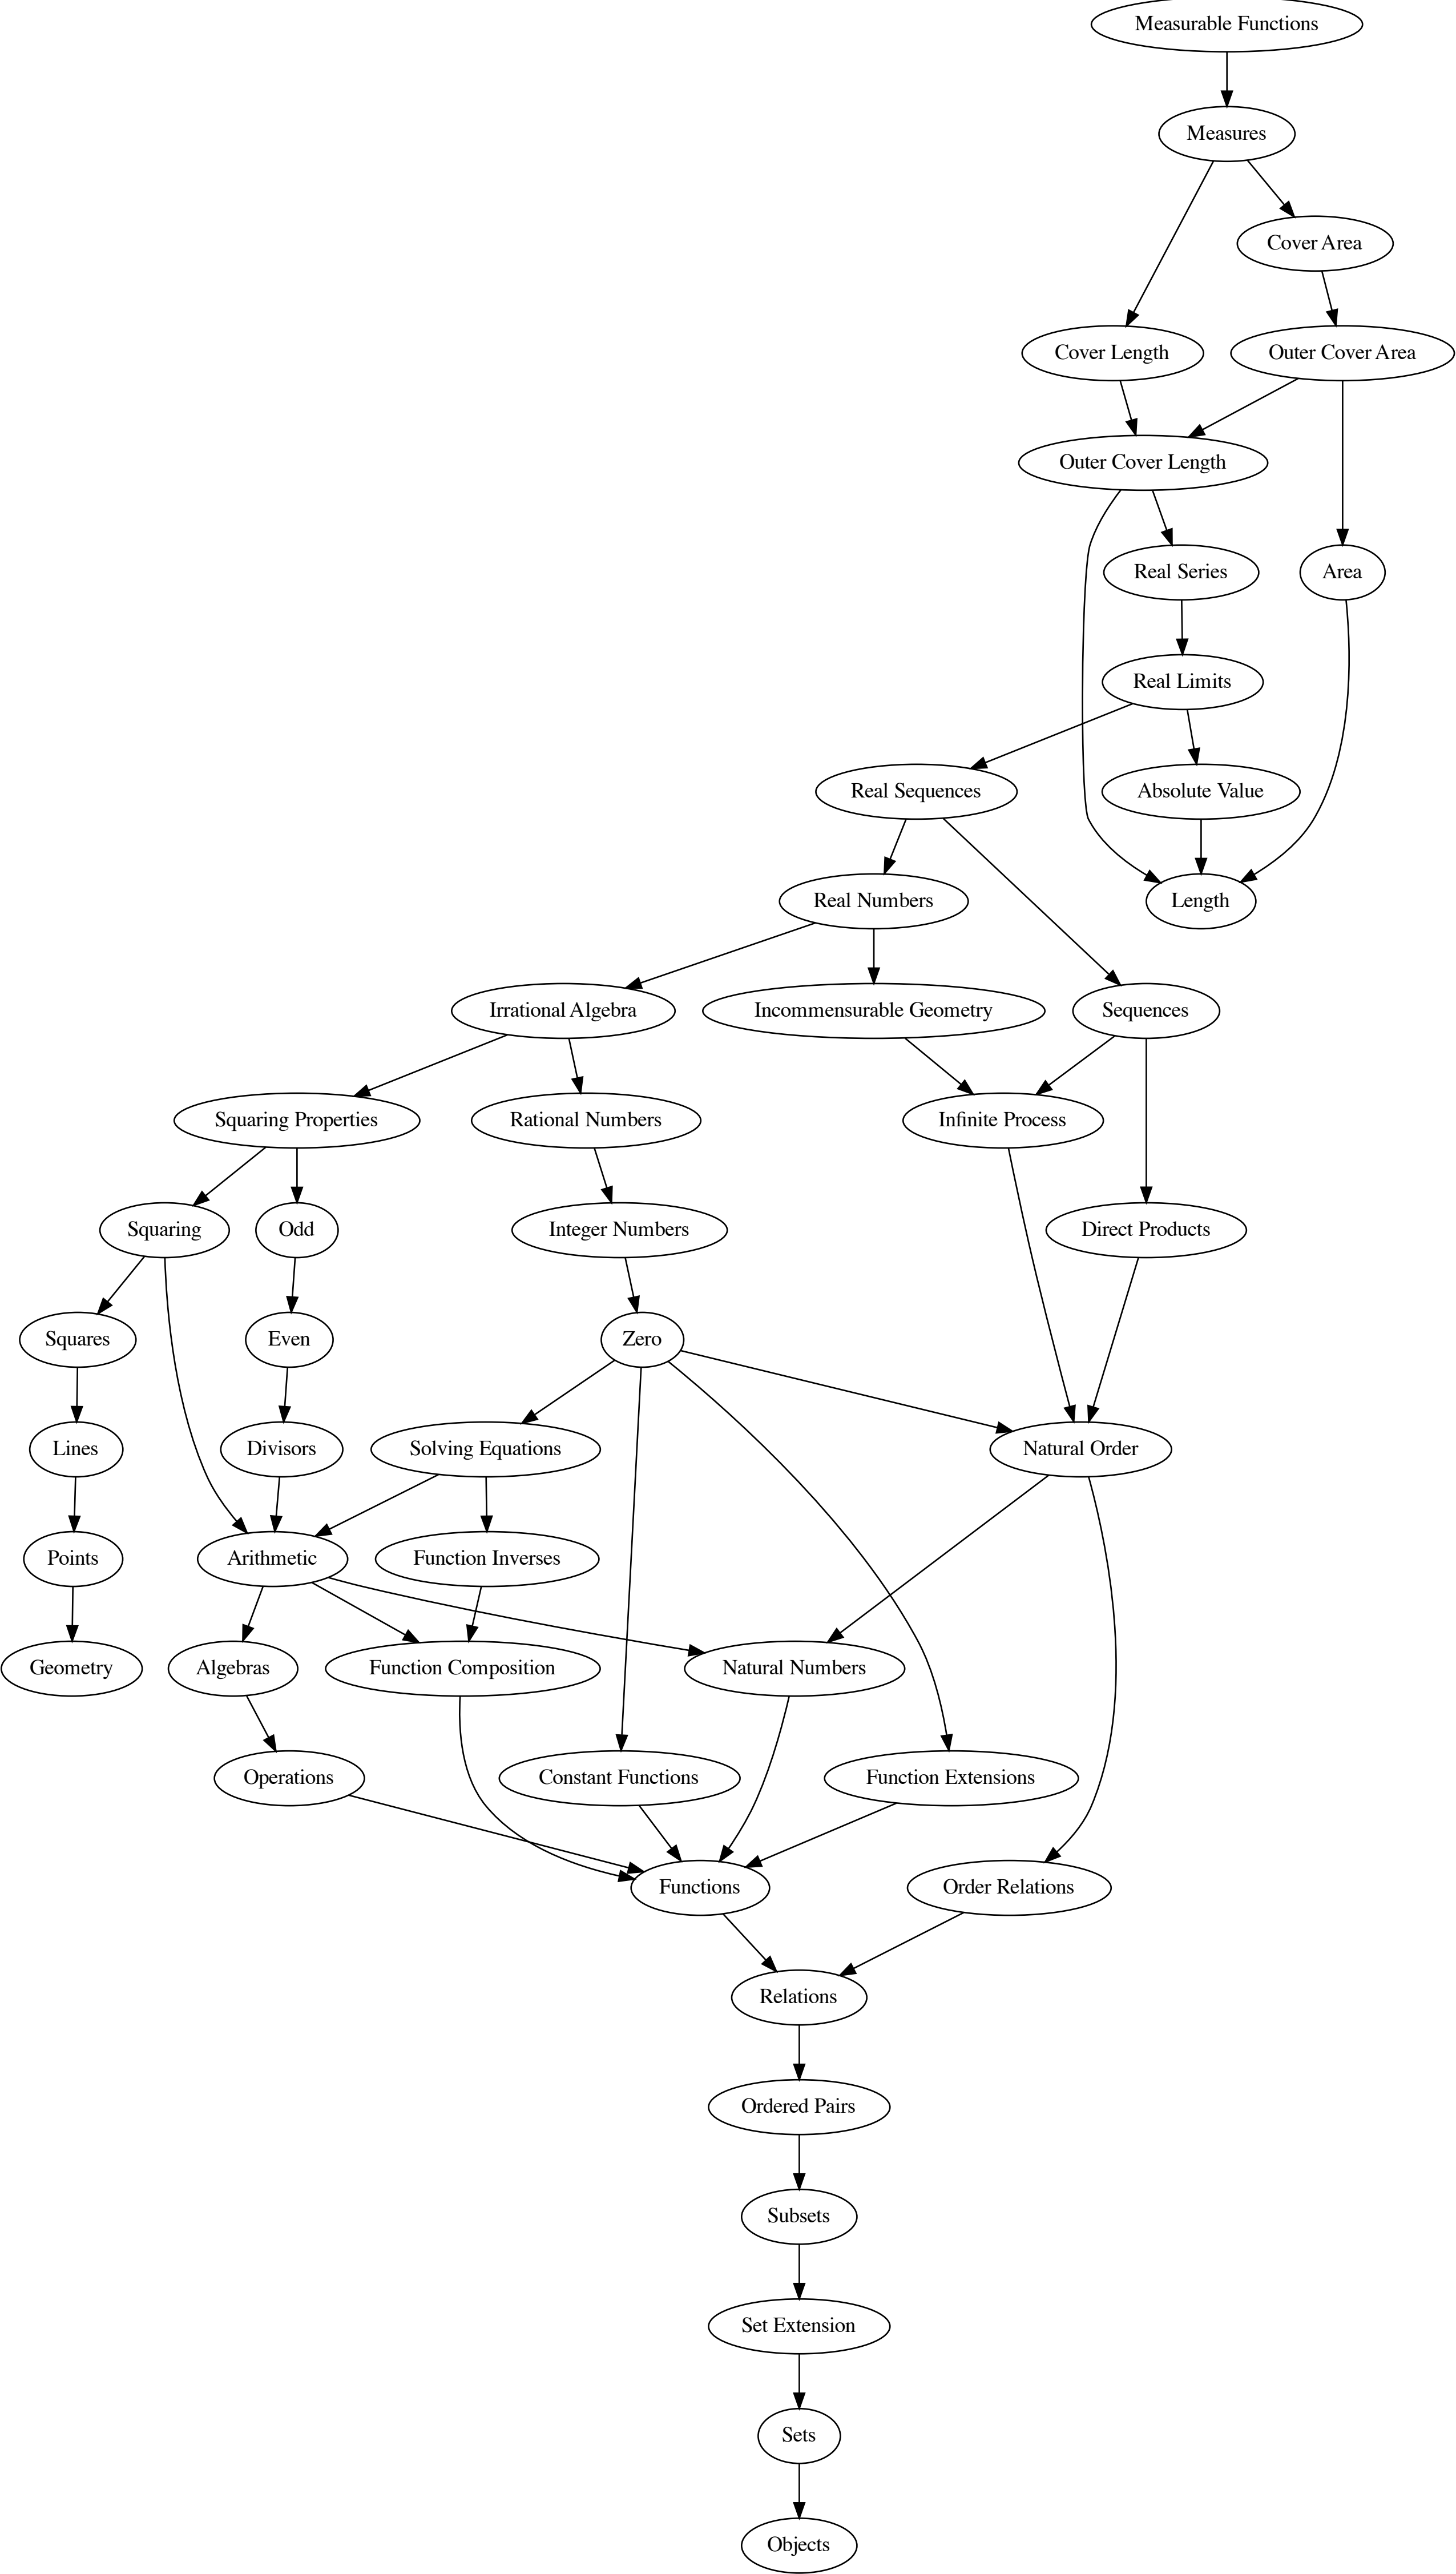 Measurable Functions
Measures
Cover Area
Cover Length
Outer Cover Area
Outer Cover Length
Real Series
Area
Real Limits
Real Sequences
Absolute Value
Real Numbers
Length
Irrational Algebra
Incommensurable Geometry
Sequences
Squaring Properties
Rational Numbers
Infinite Process
Squaring
Odd
Integer Numbers
Direct Products
Squares
Even
Zero
Lines
Divisors
Solving Equations
Natural Order
Points
Arithmetic
Function Inverses
Geometry
Algebras
Function Composition
Natural Numbers
Operations
Constant Functions
Function Extensions
Functions
Order Relations
Relations
Ordered Pairs
Subsets
Set Extension
Sets
Objects